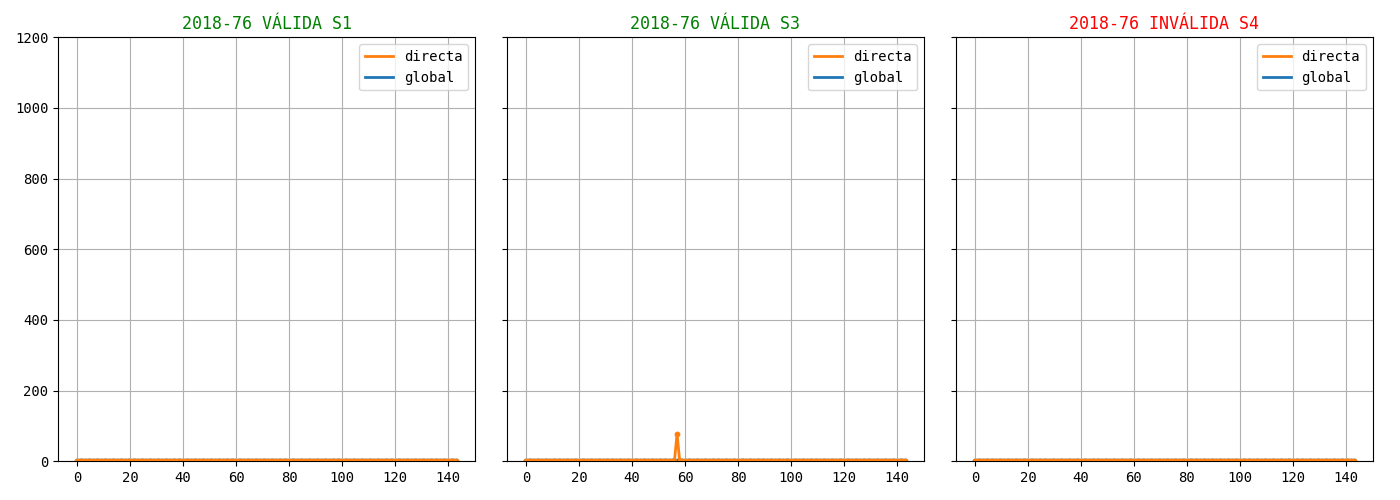 2018-76 VÁLIDA S1
1200
1000
800
600
400
200
0
directa
global
0 20 40 60 80 100 120 140
2018-76 VÁLIDA S3
directa
global
0 20 40 60 80 100 120 140
2018-76 INVÁLIDA S4
directa
global
0 20 40 60 80 100 120 140